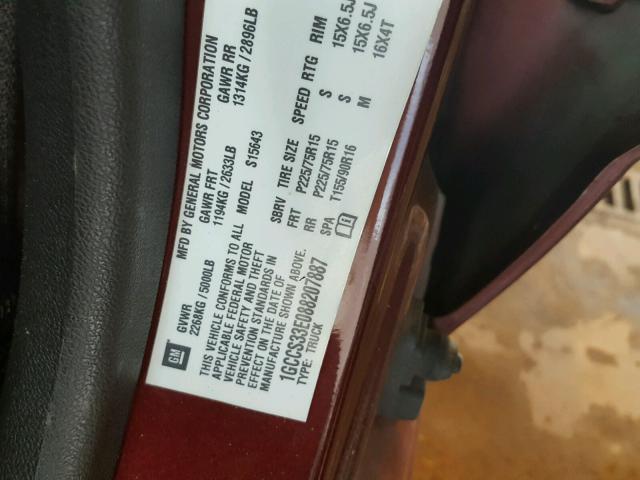 MFD BY GENERAL MOTORS CORPORATION
GVWR GAWR FRT GAWR RR
2268KG / 5000LB 1194KG / 2633LB 1314KG / 2896LB
THIS VEHICLE CONFORMS TO ALL
APPLICABLE FEDERAL MOTOR
VEHICLE SAFETY AND THEFT
PREVENTION STANDARDS IN
EFFECT ON THE DATE OF
MANUFACTURE SHOWN ABOVE.
1GCCS33E088207887
TYPE: TRUCK
MODEL S15643
SBRV TIRE SIZE SPEED RTG RIM
FRT P225/75R15 S 15X6.5J
RR P225/75R15 S 15X6.5J
SPA T155/90R16 M 16X4T
GM